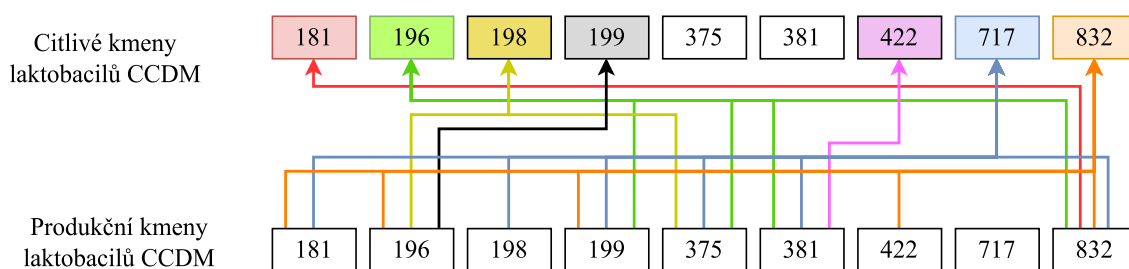 Citlivé kmeny
laktobacilů CCDM
181 196 198 199 375 381 422 717 832
Produkční kmeny
laktobacilů CCDM
181 196 198 199 375 381 422 717 832